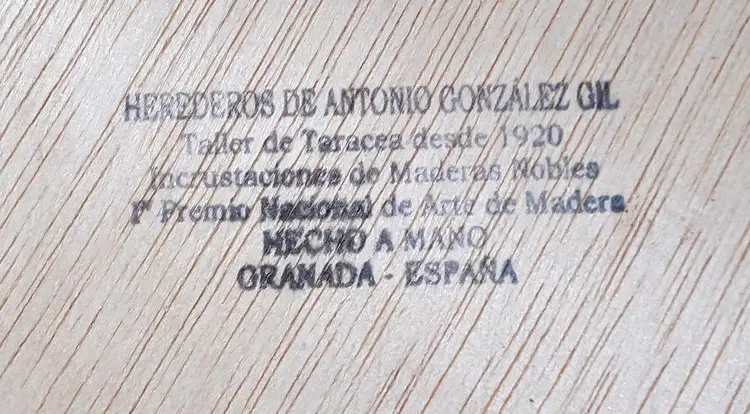 HEREDEROS DE ANTONIO GONZÁLEZ GIL
Taller de Taracea desde 1920
Incrustaciones de Maderas Nobles
1º Premio Nacional de Arte de Madera
HECHO A MANO
GRANADA - ESPAÑA